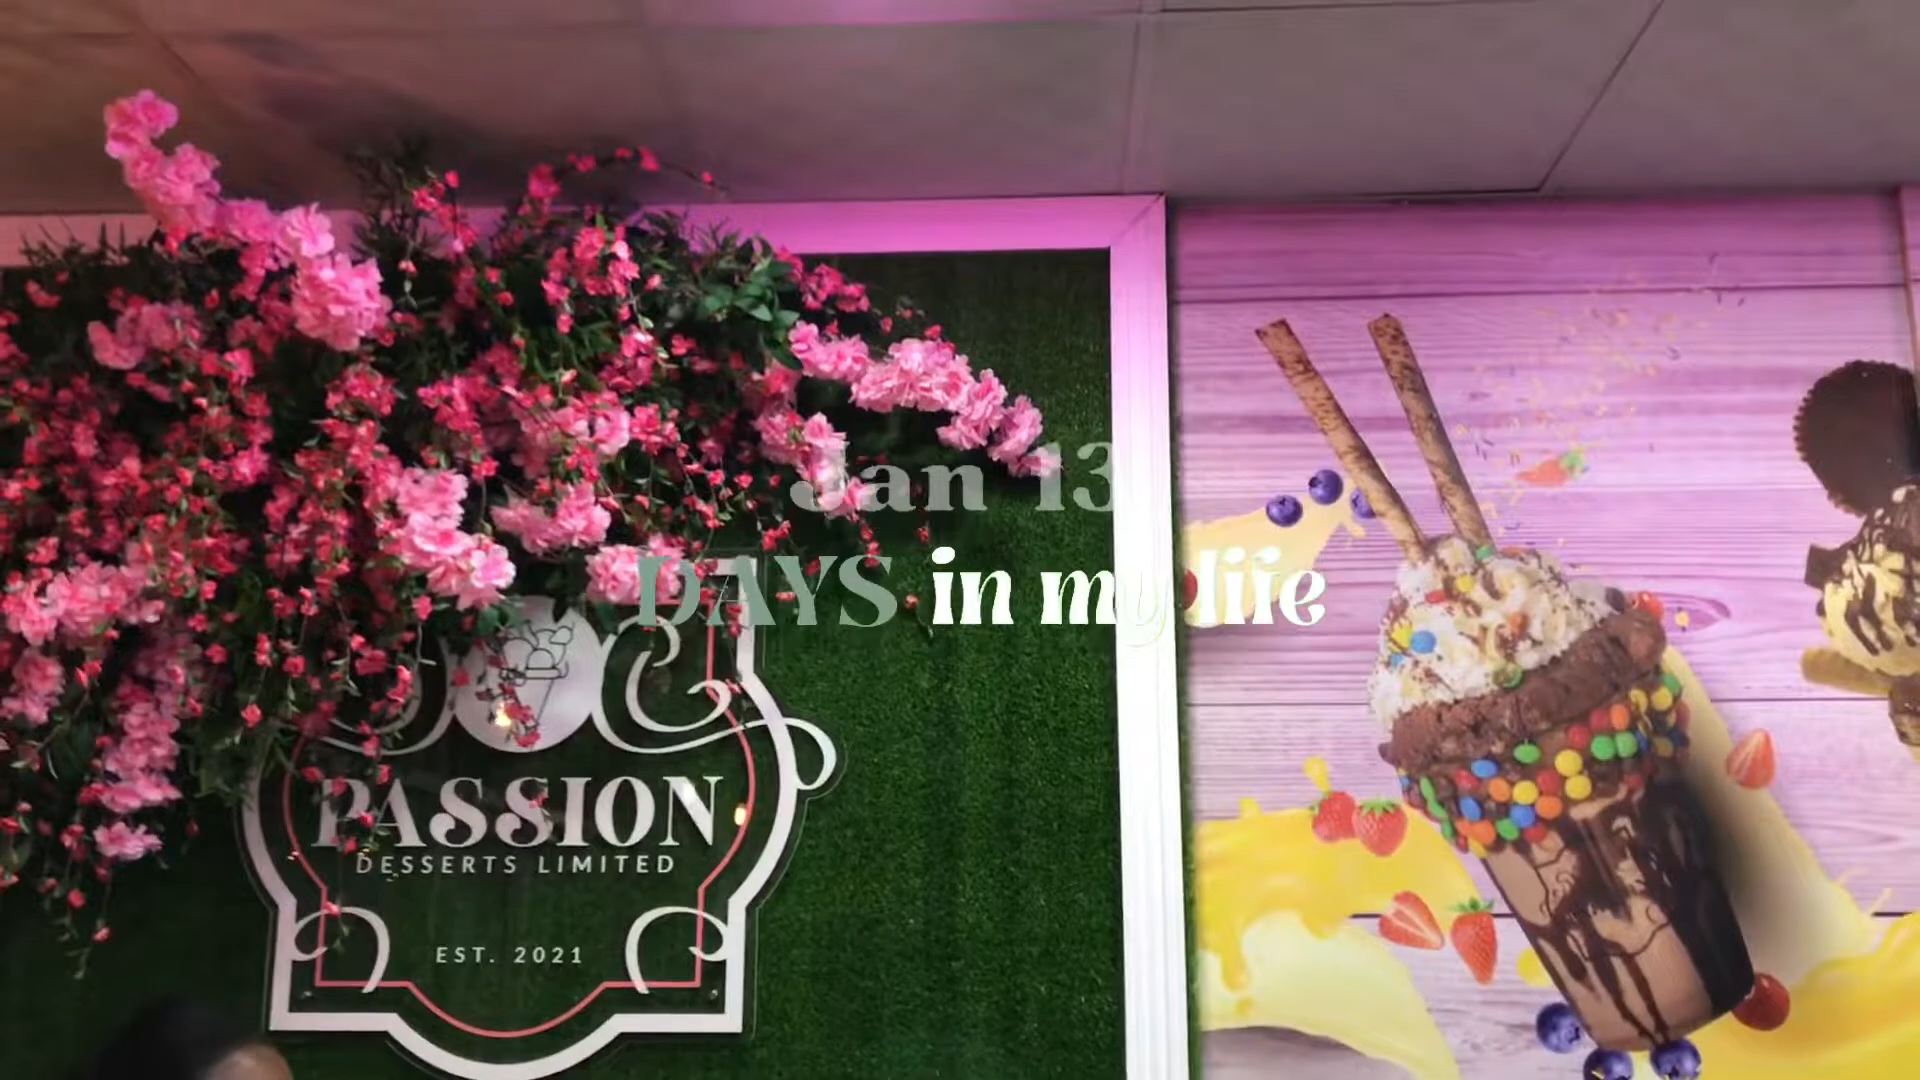 Jan 13
DAYS in my life
PASSION
DESSERTS LIMITED
EST. 2021